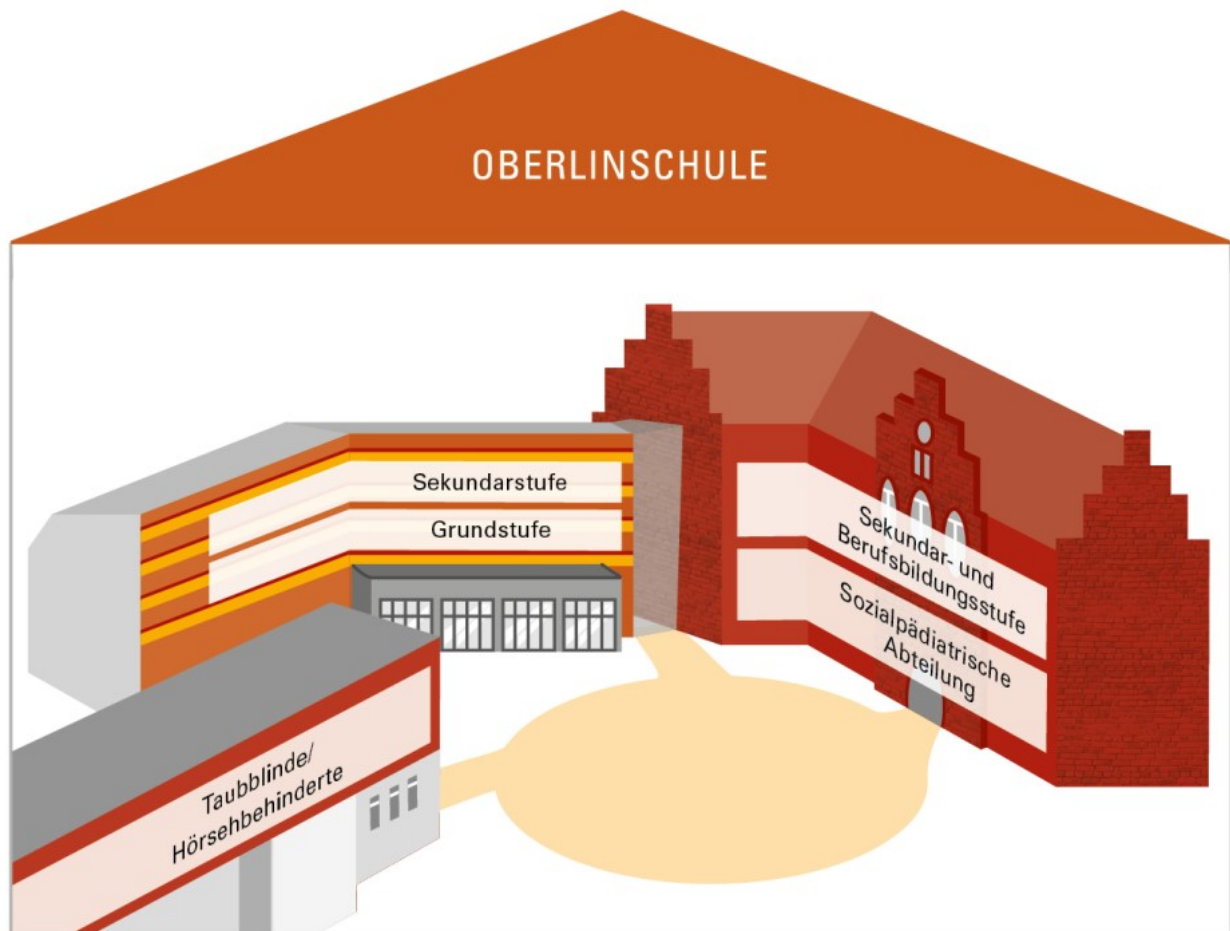 OBERLINSCHULE
Sekundarstufe
Grundstufe
Sekundar- und
Berufsbildungsstufe
Sozialpädiatrische
Abteilung
Taubblinde/
Hörsehbehinderte